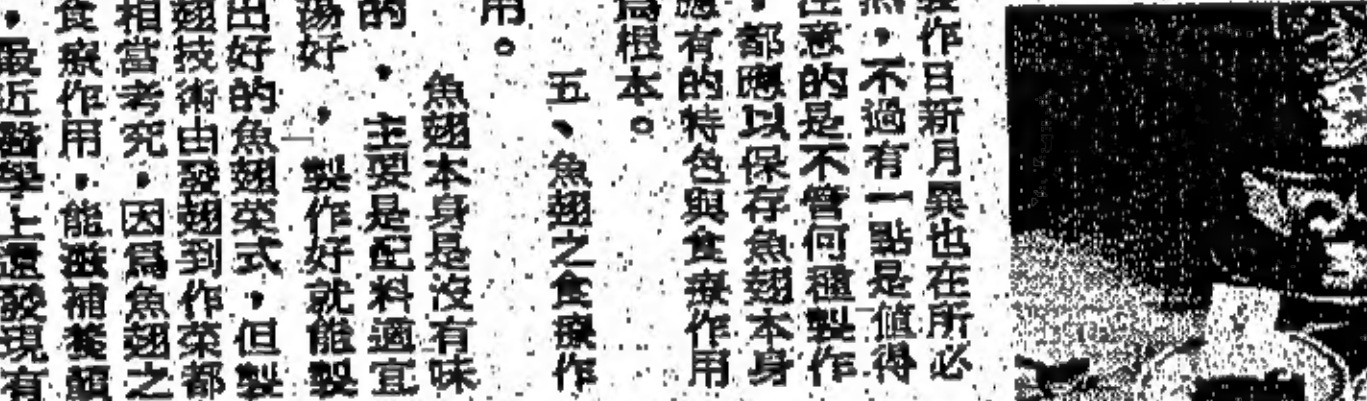 製作日新月異也在所必
然，不過有一點是值得
注意的是不管何種製作
，都應以保存魚翅本身
應有的特色與食療作用
為根本。
五、魚翅之食療作
用。
魚翅本身是沒有味
的，主要是配料適宜
湯好，製作好就能製
出好的魚翅菜式，但製
翅技術由發翅到作菜都
相當考究，因爲魚翅之
食療作用，能滋補養顏
，最近醫學上還發現有